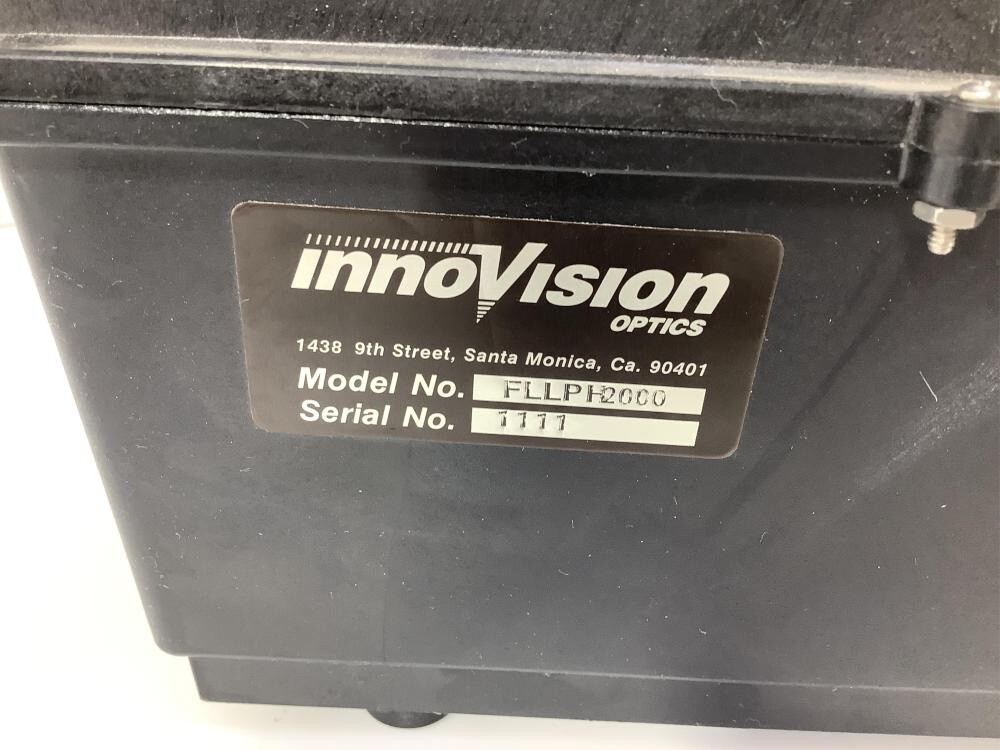 innoVision
OPTICS
1438 9th Street, Santa Monica, Ca. 90401
Model No. FLLPH2000
Serial No. 1111